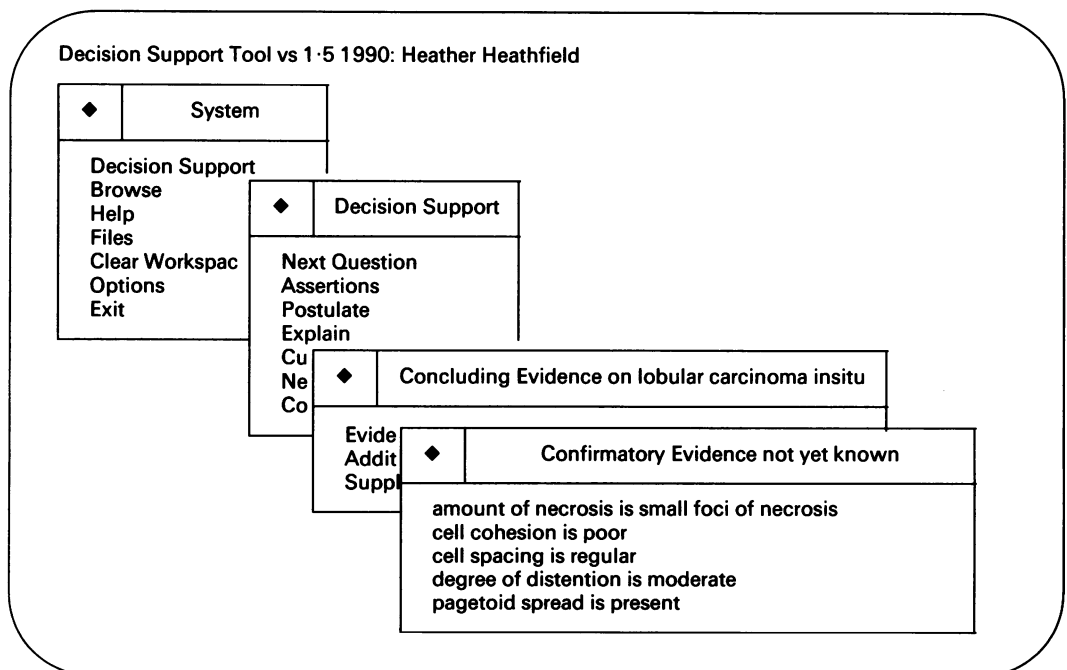 Decision Support Tool vs 1·5 1990: Heather Heathfield
◆ System
Decision Support
Browse
Help
Files
Clear Workspac
Options
Exit
◆ Decision Support
Next Question
Assertions
Postulate
Explain
Cu
Ne
Co
◆ Concluding Evidence on lobular carcinoma insitu
Evide
Addit
Suppl
◆ Confirmatory Evidence not yet known
amount of necrosis is small foci of necrosis
cell cohesion is poor
cell spacing is regular
degree of distention is moderate
pagetoid spread is present